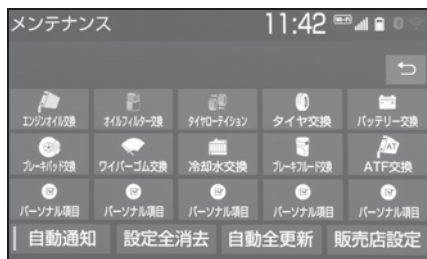 メンテナンス 11:42 Wi-Fi 0
エンジンオイル交換 オイルフィルター交換 タイヤローテイション タイヤ交換 バッテリー交換
ブレーキパッド交換 ワイパーゴム交換 冷却水交換 ブレーキフルード交換 ATF交換
パーソナル項目 パーソナル項目 パーソナル項目 パーソナル項目 パーソナル項目
自動通知 設定全消去 自動全更新 販売店設定